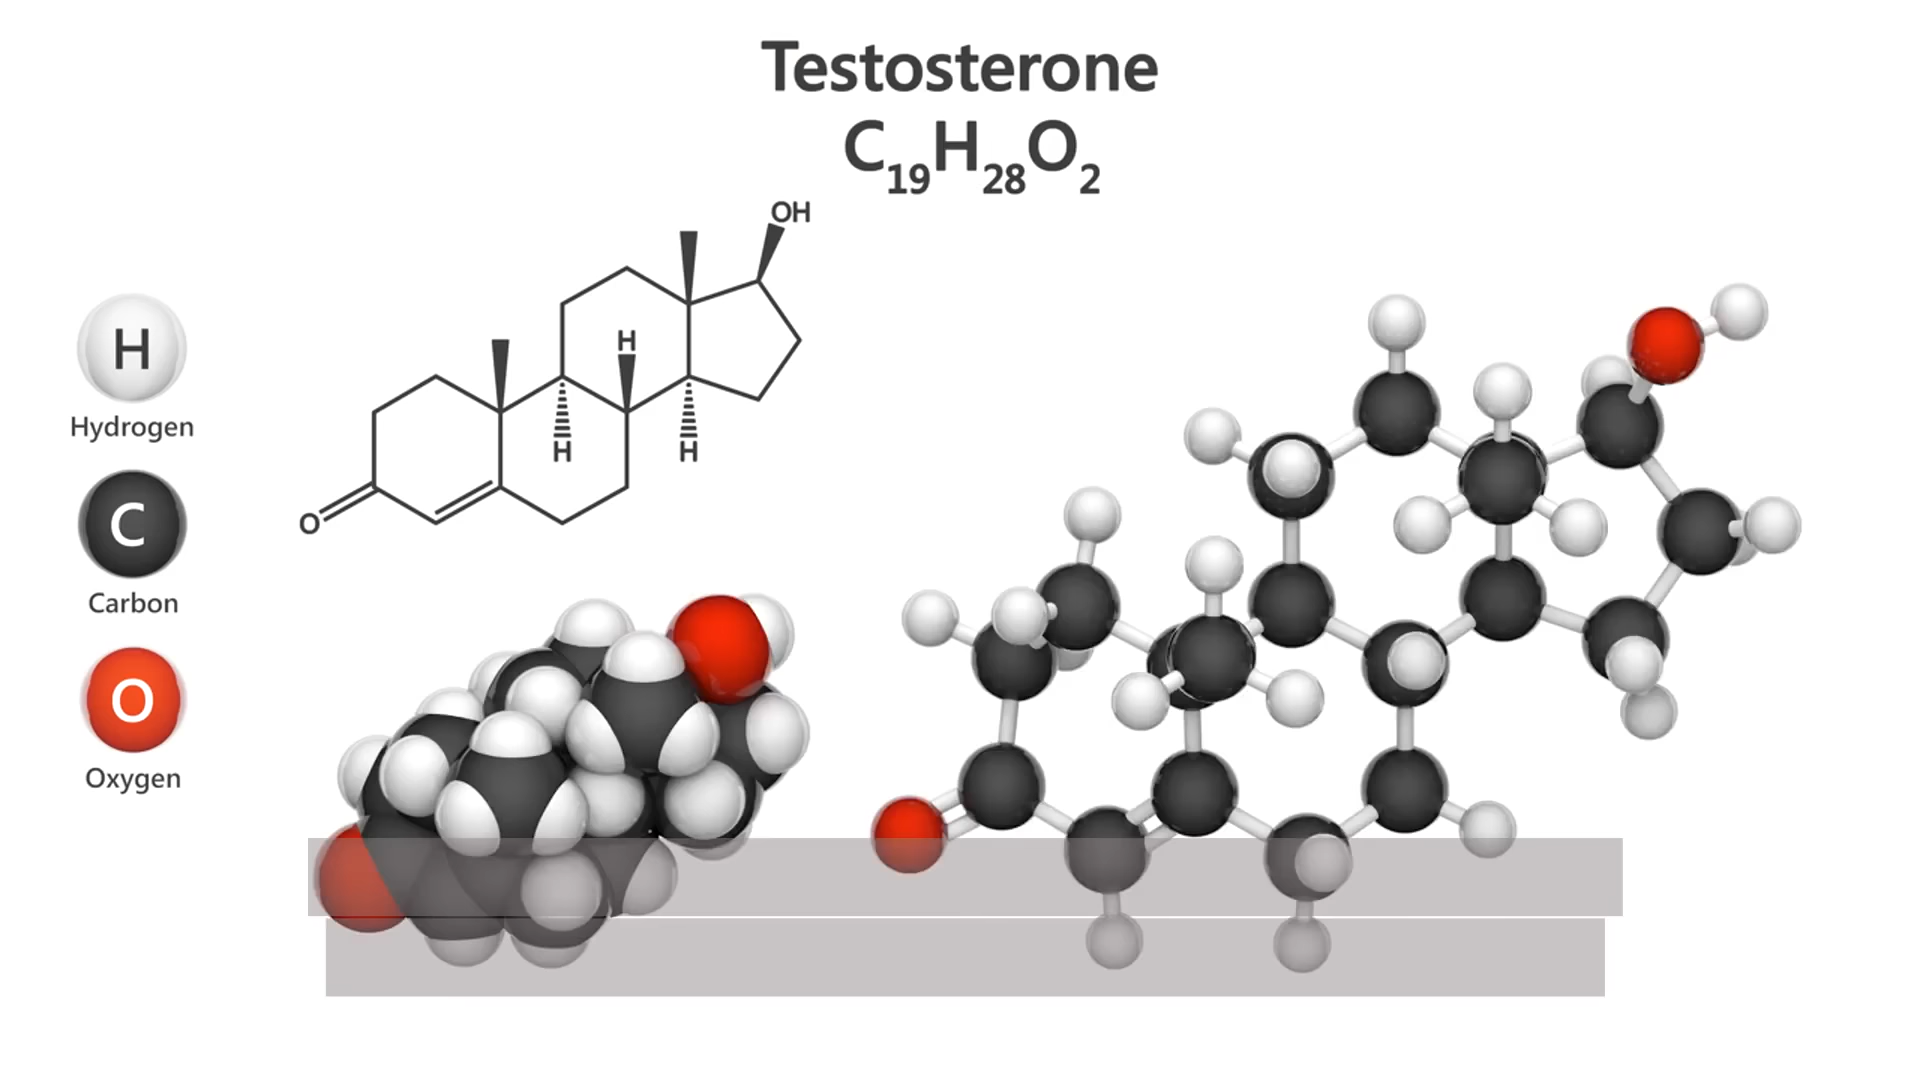 Testosterone
C₁₉H₂₈O₂
OH
H
H
H
O
H
Hydrogen
C
Carbon
O
Oxygen